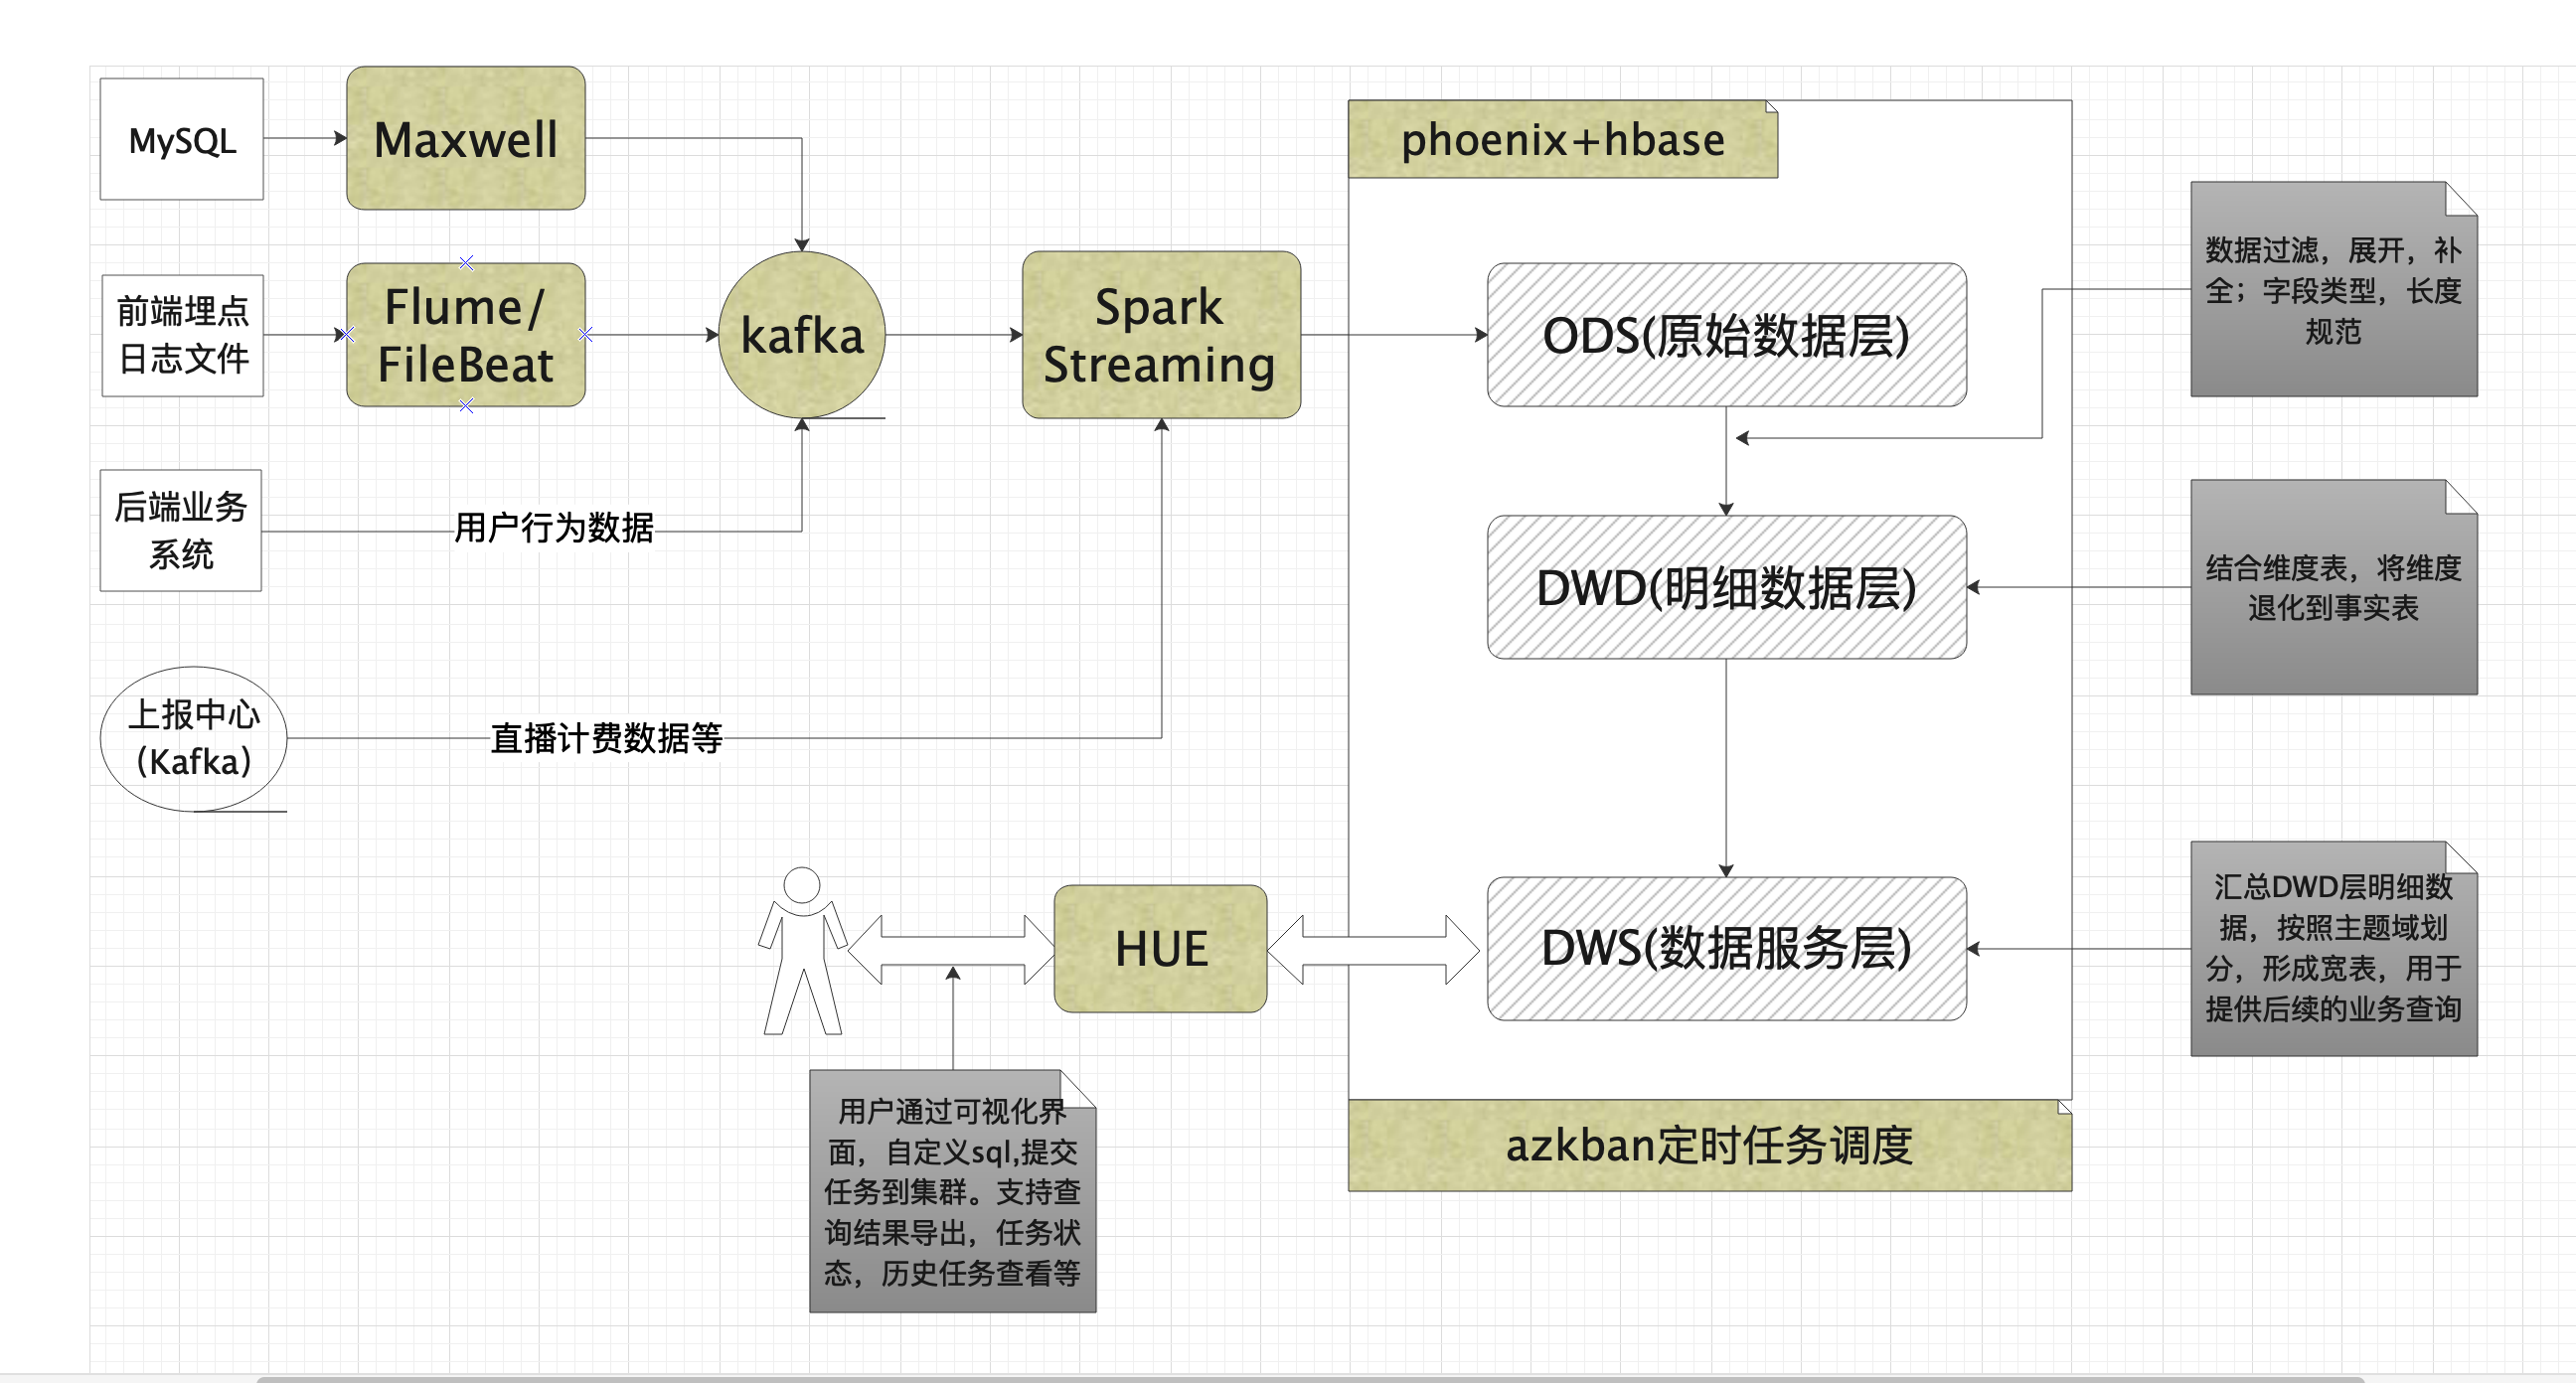 MySQL
Maxwell
phoenix+hbase
数据过滤，展开，补
全；字段类型，长度
规范
前端埋点
日志文件
Flume/
FileBeat
kafka
Spark
Streaming
ODS(原始数据层)
后端业务
系统
用户行为数据
DWD(明细数据层)
结合维度表，将维度
退化到事实表
上报中心
(Kafka)
直播计费数据等
HUE
DWS(数据服务层)
汇总DWD层明细数
据，按照主题域划
分，形成宽表，用于
提供后续的业务查询
用户通过可视化界
面，自定义sql,提交
任务到集群。支持查
询结果导出，任务状
态，历史任务查看等
azkban定时任务调度